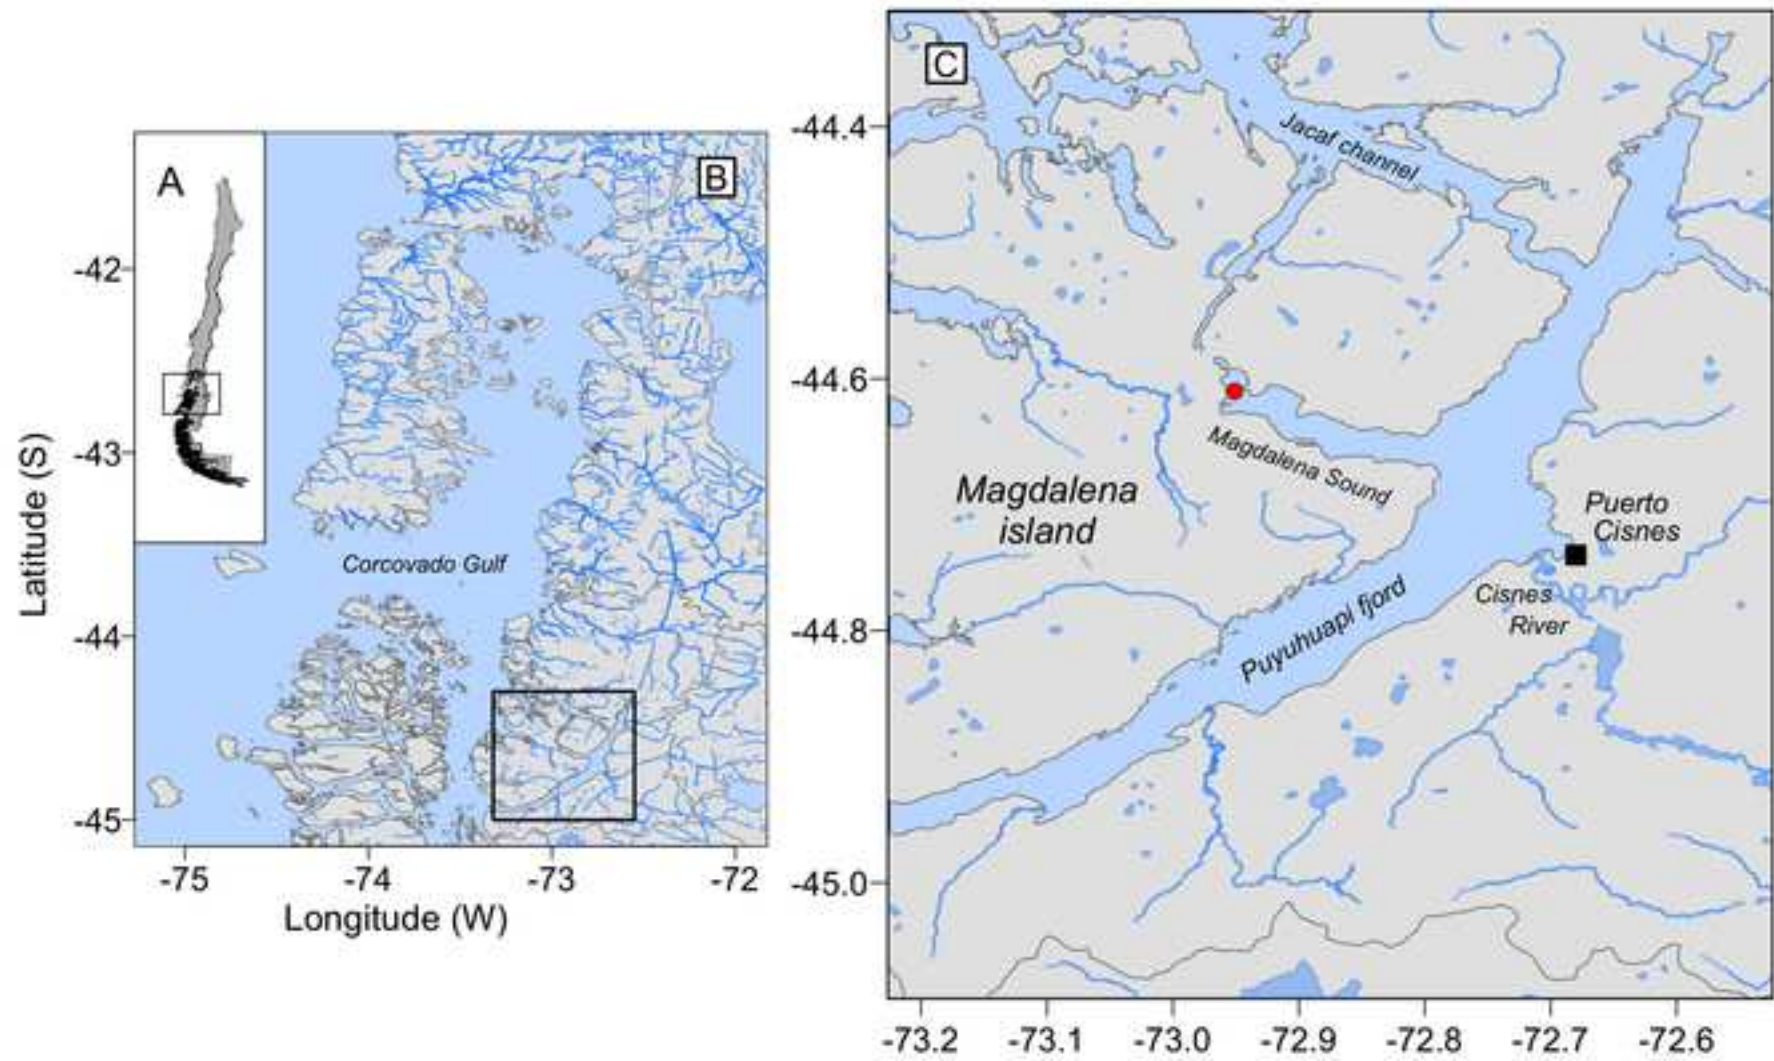 A
B
Corcovado Gulf
-42
-43
-44
-45
Latitude (S)
-75
-74
-73
-72
Longitude (W)
C
Jacaf channel
Magdalena Sound
Magdalena
island
Puerto
Cisnes
Cisnes
River
Puyuhuapi fjord
-44.4
-44.6
-44.8
-45.0
-73.2
-73.1
-73.0
-72.9
-72.8
-72.7
-72.6